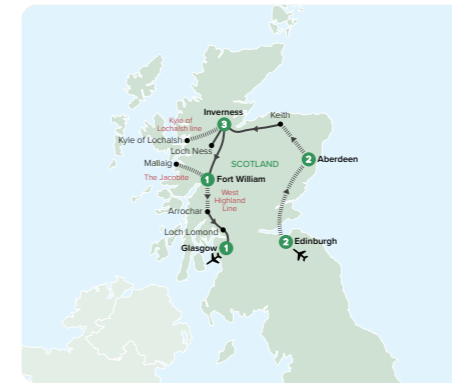 Keith
Inverness
3
Kyle of
Lochalsh line
Kyle of Lochalsh
Loch Ness
Mallaig
SCOTLAND
2
Aberdeen
The Jacobite
1
Fort William
West
Highland
Line
Arrochar
Loch Lomond
Glasgow
1
2
Edinburgh